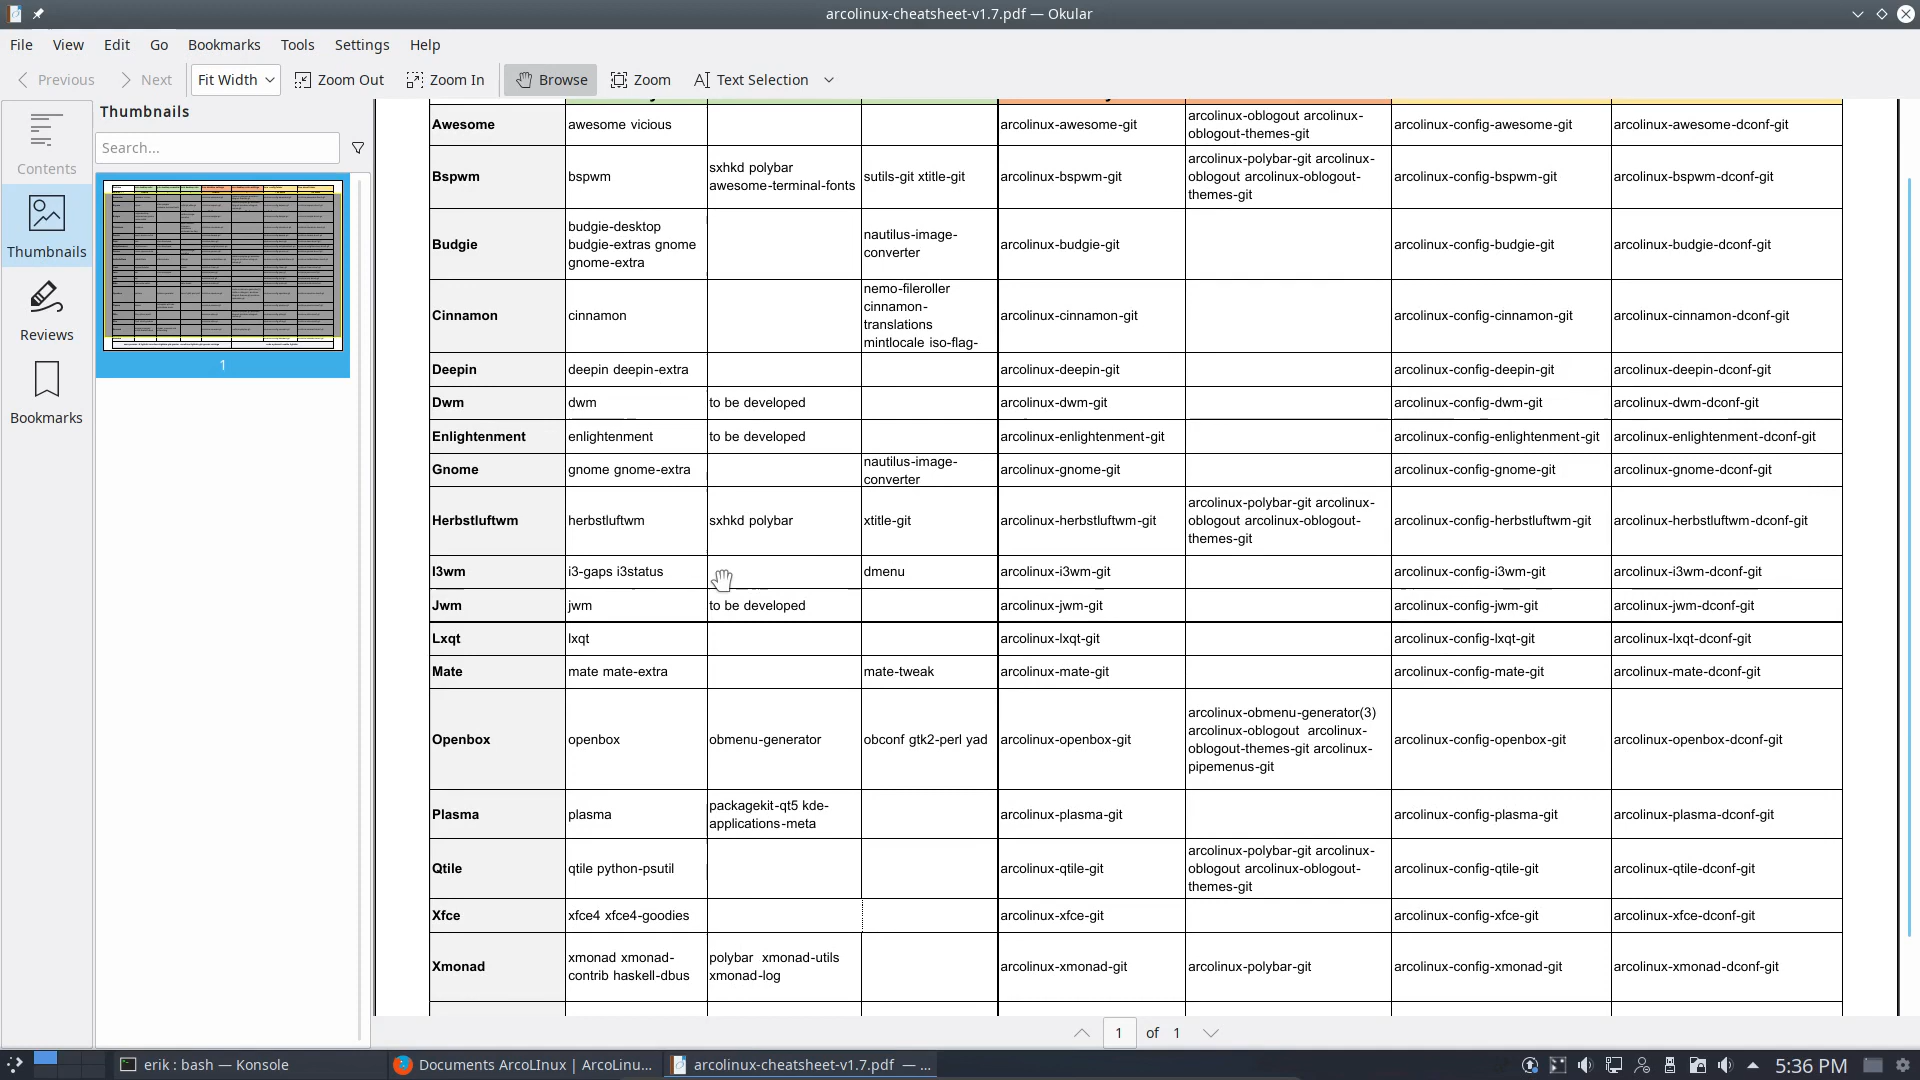 arcolinux-cheatsheet-v1.7.pdf — Okular
File View Edit Go Bookmarks Tools Settings Help
Previous Next Fit Width Zoom Out Zoom In Browse Zoom Text Selection
Contents
Thumbnails
Reviews
Bookmarks
Thumbnails
Search...
1
Awesome awesome vicious arcolinux-awesome-git arcolinux-oblogout arcolinux-
oblogout-themes-git arcolinux-config-awesome-git arcolinux-awesome-dconf-git
Bspwm bspwm sxhkd polybar
awesome-terminal-fonts sutils-git xtitle-git arcolinux-bspwm-git arcolinux-polybar-git arcolinux-
oblogout arcolinux-oblogout-
themes-git arcolinux-config-bspwm-git arcolinux-bspwm-dconf-git
Budgie budgie-desktop
budgie-extras gnome
gnome-extra nautilus-image-
converter arcolinux-budgie-git arcolinux-config-budgie-git arcolinux-budgie-dconf-git
Cinnamon cinnamon nemo-fileroller
cinnamon-
translations
mintlocale iso-flag- arcolinux-cinnamon-git arcolinux-config-cinnamon-git arcolinux-cinnamon-dconf-git
Deepin deepin deepin-extra arcolinux-deepin-git arcolinux-config-deepin-git arcolinux-deepin-dconf-git
Dwm dwm to be developed arcolinux-dwm-git arcolinux-config-dwm-git arcolinux-dwm-dconf-git
Enlightenment enlightenment to be developed arcolinux-enlightenment-git arcolinux-config-enlightenment-git arcolinux-enlightenment-dconf-git
Gnome gnome gnome-extra nautilus-image-
converter arcolinux-gnome-git arcolinux-config-gnome-git arcolinux-gnome-dconf-git
Herbstluftwm herbstluftwm sxhkd polybar xtitle-git arcolinux-herbstluftwm-git arcolinux-polybar-git arcolinux-
oblogout arcolinux-oblogout-
themes-git arcolinux-config-herbstluftwm-git arcolinux-herbstluftwm-dconf-git
I3wm i3-gaps i3status dmenu arcolinux-i3wm-git arcolinux-config-i3wm-git arcolinux-i3wm-dconf-git
Jwm jwm to be developed arcolinux-jwm-git arcolinux-config-jwm-git arcolinux-jwm-dconf-git
Lxqt lxqt arcolinux-lxqt-git arcolinux-config-lxqt-git arcolinux-lxqt-dconf-git
Mate mate mate-extra mate-tweak arcolinux-mate-git arcolinux-config-mate-git arcolinux-mate-dconf-git
Openbox openbox obmenu-generator obconf gtk2-perl yad arcolinux-openbox-git arcolinux-obmenu-generator(3)
arcolinux-oblogout arcolinux-
oblogout-themes-git arcolinux-
pipemenus-git arcolinux-config-openbox-git arcolinux-openbox-dconf-git
Plasma plasma packagekit-qt5 kde-
applications-meta arcolinux-plasma-git arcolinux-config-plasma-git arcolinux-plasma-dconf-git
Qtile qtile python-psutil arcolinux-qtile-git arcolinux-polybar-git arcolinux-
oblogout arcolinux-oblogout-
themes-git arcolinux-config-qtile-git arcolinux-qtile-dconf-git
Xfce xfce4 xfce4-goodies arcolinux-xfce-git arcolinux-config-xfce-git arcolinux-xfce-dconf-git
Xmonad xmonad xmonad-
contrib haskell-dbus polybar xmonad-utils
xmonad-log arcolinux-xmonad-git arcolinux-polybar-git arcolinux-config-xmonad-git arcolinux-xmonad-dconf-git
1 of 1
erik : bash — Konsole Documents ArcoLInux | ArcoLinu... arcolinux-cheatsheet-v1.7.pdf — ... 5:36 PM